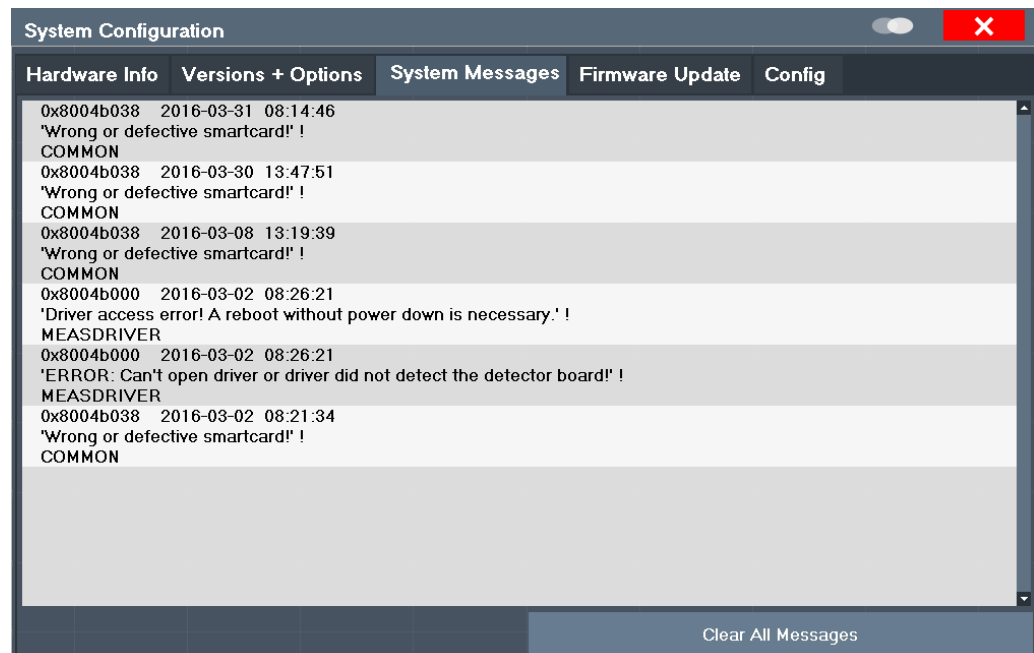 System Configuration
Hardware Info Versions + Options System Messages Firmware Update Config
0x8004b038 2016-03-31 08:14:46
'Wrong or defective smartcard!' !
COMMON
0x8004b038 2016-03-30 13:47:51
'Wrong or defective smartcard!' !
COMMON
0x8004b038 2016-03-08 13:19:39
'Wrong or defective smartcard!' !
COMMON
0x8004b000 2016-03-02 08:26:21
'Driver access error! A reboot without power down is necessary.' !
MEASDRIVER
0x8004b000 2016-03-02 08:26:21
'ERROR: Can't open driver or driver did not detect the detector board!' !
MEASDRIVER
0x8004b038 2016-03-02 08:21:34
'Wrong or defective smartcard!' !
COMMON
Clear All Messages